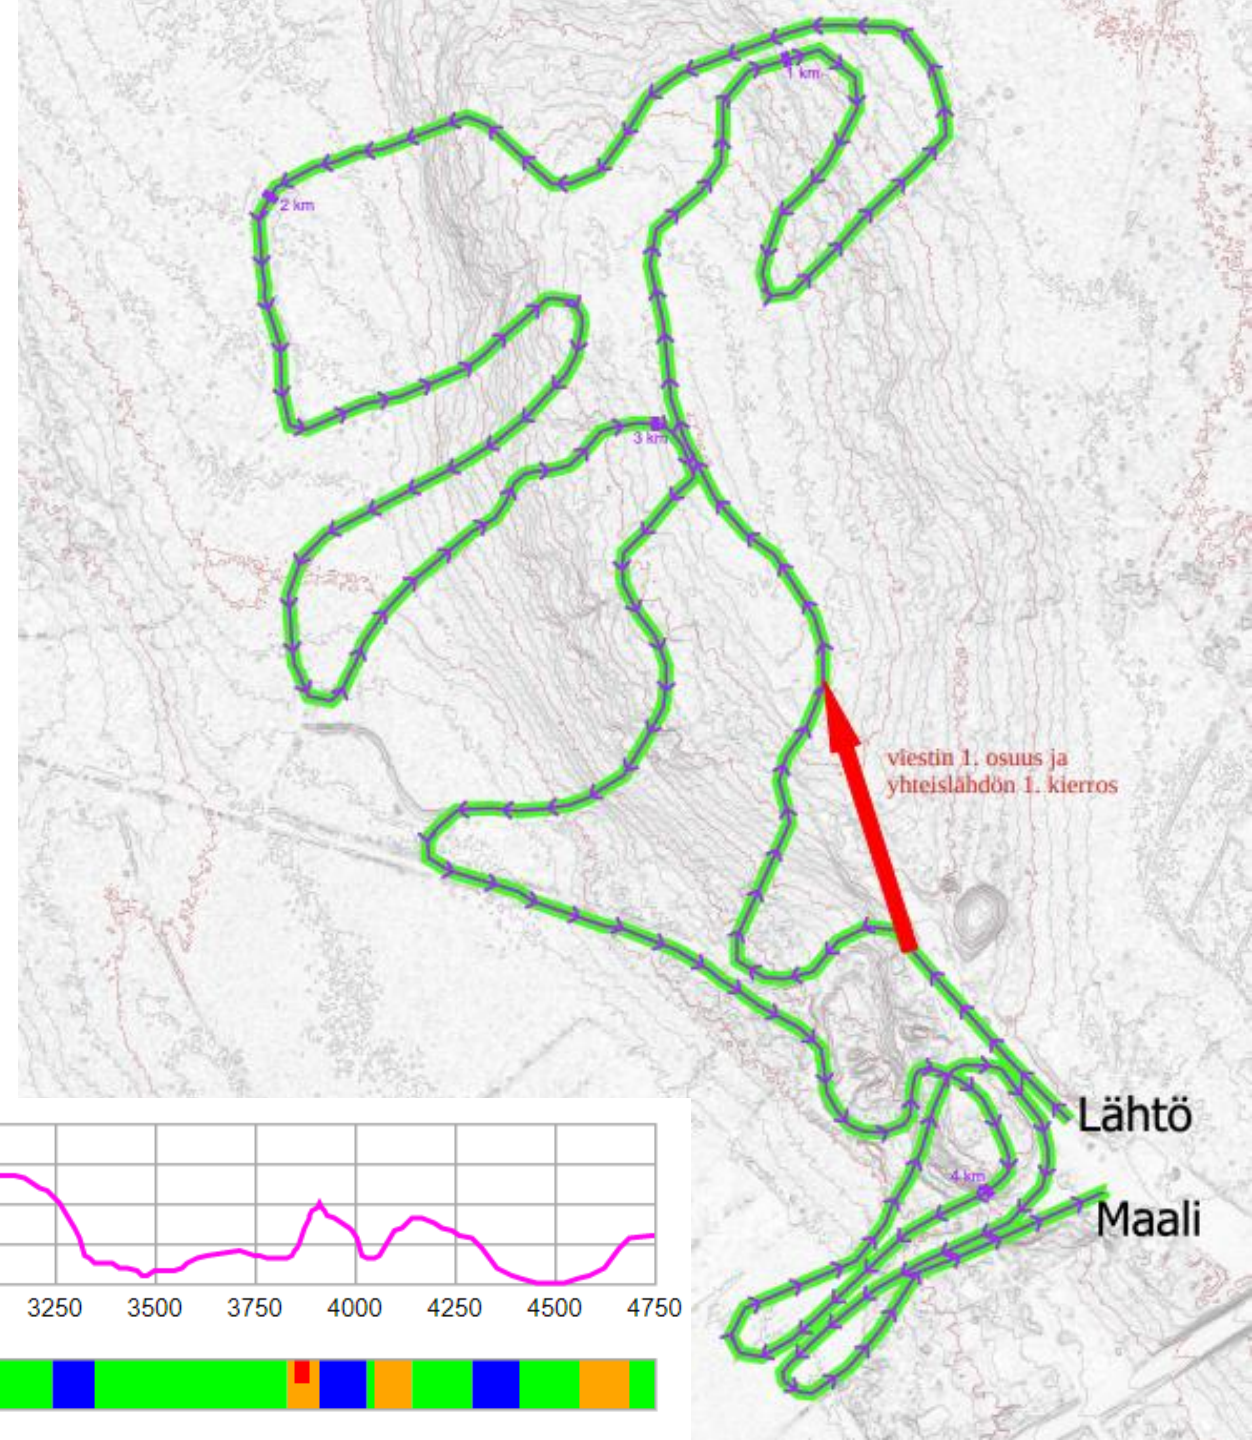 1 km
2 km
3 km
viestin 1. osuus ja
yhteislähdön 1. kierros
Lähtö
4 km
Maali
3250 3500 3750 4000 4250 4500 4750